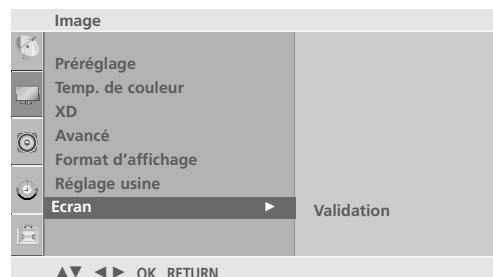 Image
Préréglage
Temp. de couleur
XD
Avancé
Format d'affichage
Réglage usine
Ecran ►
Validation
▲▼ ◄ ► OK RETURN